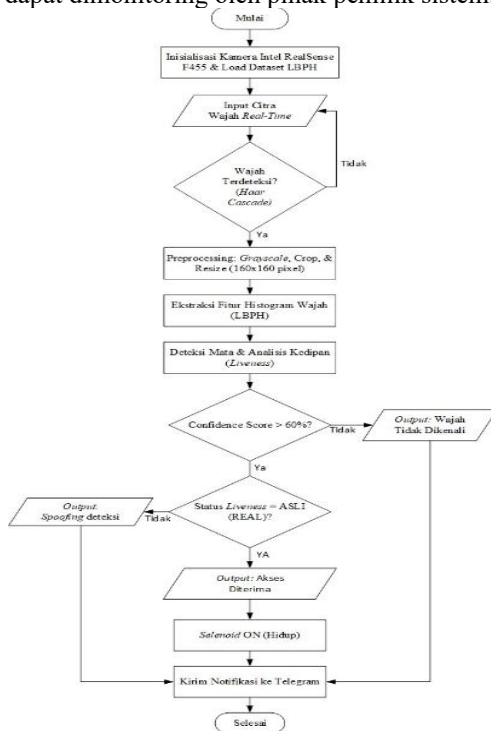 dapat dimonitoring oleh pihak pemilik sistem.
Mulai
Inisialisasi Kamera Intel RealSense
F455 & Load Dataset LBPH
Input Citra
Wajah Real-Time
Wajah
Terdeteksi?
(Haar
Cascade)
Tidak
Ya
Preprocessing: Grayscale, Crop, &
Resize (160x160 pixel)
Ekstraksi Fitur Histogram Wajah
(LBPH)
Deteksi Mata & Analisis Kedipan
(Liveness)
Confidence Score > 60%?
Tidak
Output: Wajah
Tidak Dikenali
Ya
Status Liveness = ASLI
(REAL)?
Tidak
Output:
Spoofing deteksi
YA
Output: Akses
Diterima
Solenoid ON (Hidup)
Kirim Notifikasi ke Telegram
Selesai